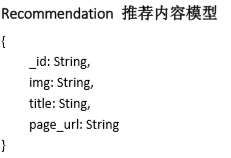 Recommendation 推荐内容模型
{
_id: String,
img: String,
title: Sting,
page_url: String
}